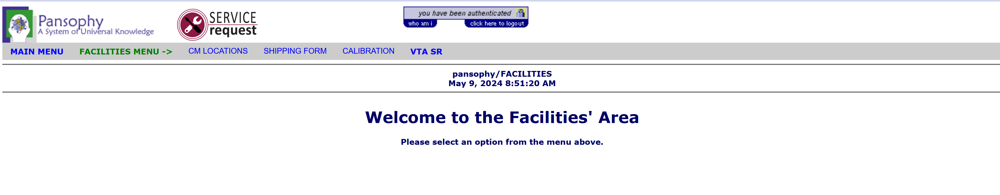 Pansophy
A System of Universal Knowledge
SERVICE
request
you have been authenticated
who am i
click here to logout
MAIN MENU
FACILITIES MENU ->
CM LOCATIONS
SHIPPING FORM
CALIBRATION
VTA SR
pansophy/FACILITIES
May 9, 2024 8:51:20 AM
Welcome to the Facilities' Area
Please select an option from the menu above.